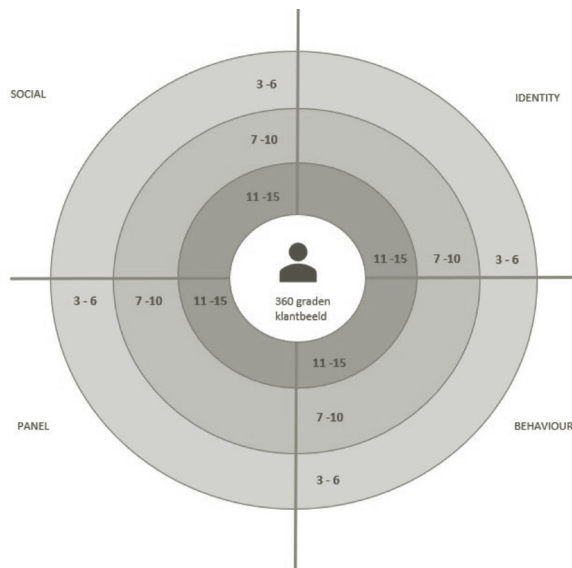 3 -6
SOCIAL
IDENTITY
7 -10
11 -15
11 -15
7 -10
3 - 6
360 graden
klantbeeld
3 - 6
7 -10
11 -15
11 -15
7 -10
PANEL
BEHAVIOUR
3 - 6